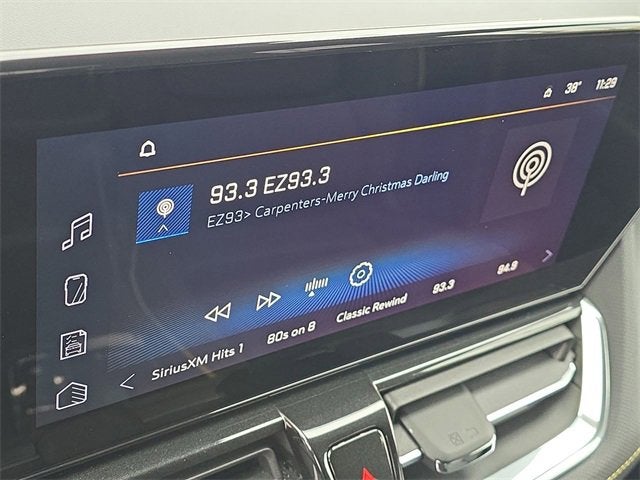 38° 11:29
93.3 EZ93.3
EZ93> Carpenters-Merry Christmas Darling
SiriusXM Hits 1 80s on 8 Classic Rewind 93.3 94.9